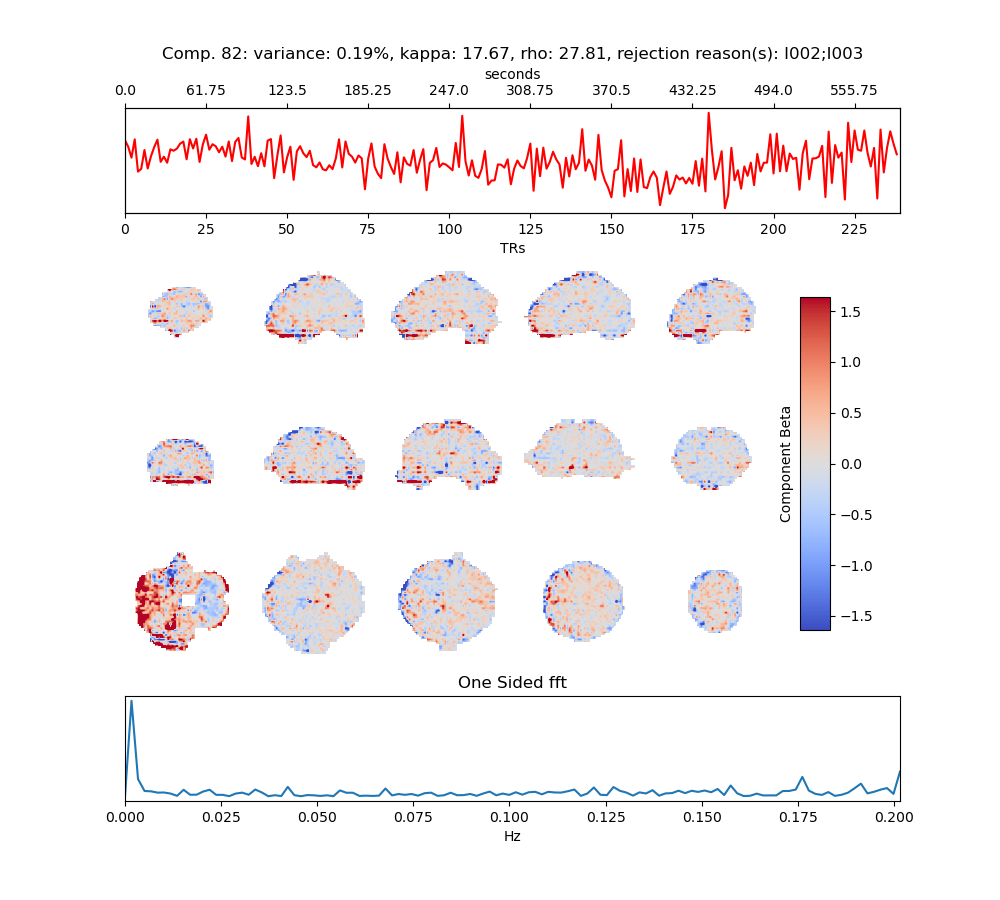 Comp. 82: variance: 0.19%, kappa: 17.67, rho: 27.81, rejection reason(s): I002;I003
seconds
0.0 61.75 123.5 185.25 247.0 308.75 370.5 432.25 494.0 555.75
0 25 50 75 100 125 150 175 200 225
TRs
1.5
1.0
0.5
0.0
−0.5
−1.0
−1.5
Component Beta
One Sided fft
0.000 0.025 0.050 0.075 0.100 0.125 0.150 0.175 0.200
Hz